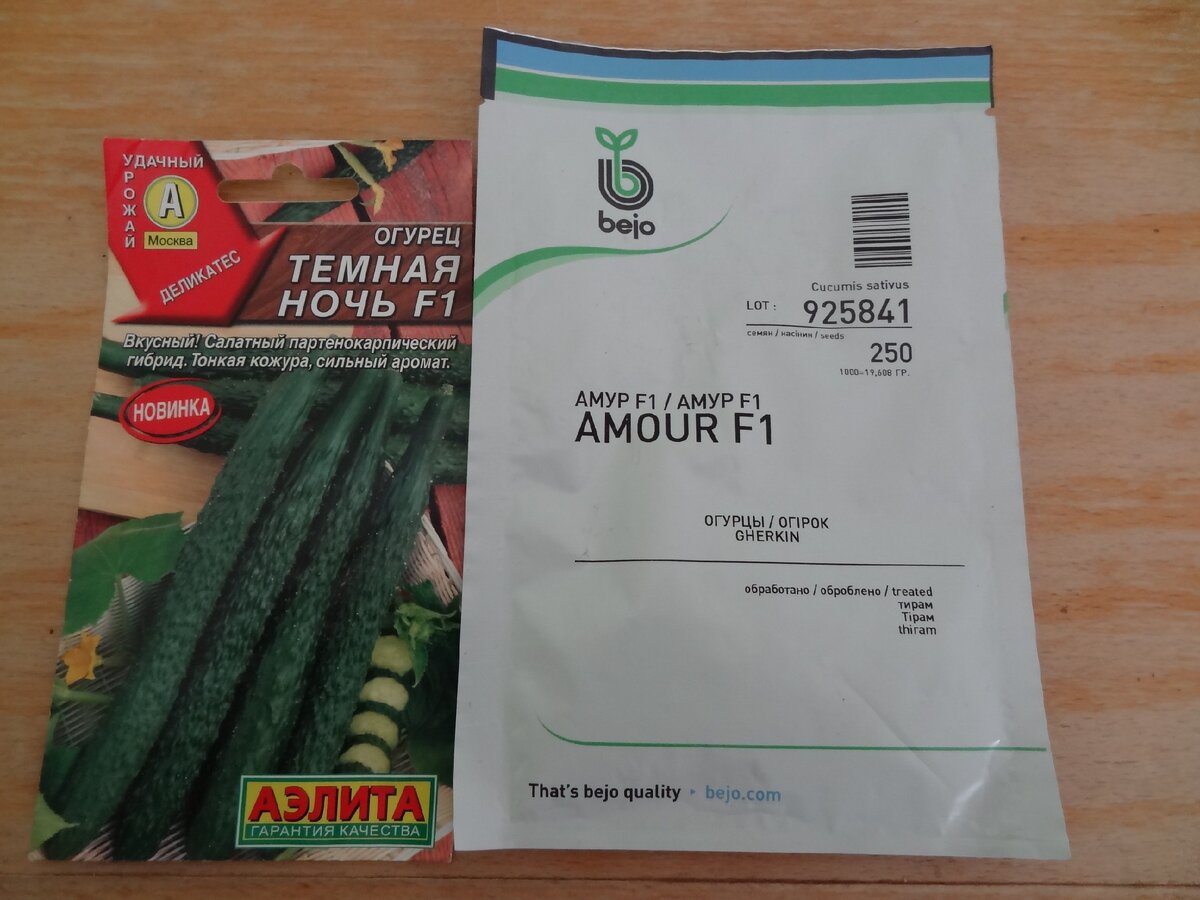 УДАЧНЫЙ
УРОЖАЙ
А
Москва
ДЕЛИКАТЕС
ОГУРЕЦ
ТЕМНАЯ
НОЧЬ F1
Вкусный! Салатный партенокарпический
гибрид. Тонкая кожура, сильный аромат.
НОВИНКА
АЭЛИТА
ГАРАНТИЯ КАЧЕСТВА
bejo
Cucumis sativus
LOT : 925841
семян / насiння / seeds
250
1000=19,608 ГР.
АМУР F1 / АМУР F1
AMOUR F1
ОГУРЦЫ / ОГІРОК
GHERKIN
обработано / оброблено / treated
тирам
Тірам
thiram
That's bejo quality ▸ bejo.com